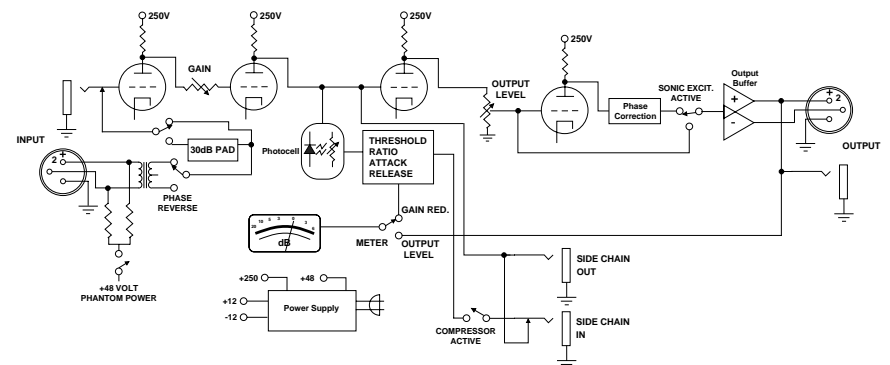 250V
250V
250V
250V
GAIN
OUTPUT
LEVEL
SONIC EXCIT.
ACTIVE
Output
Buffer
+
-
+
2
Phase
Correction
INPUT
+
2
30dB PAD
Photocell
THRESHOLD
RATIO
ATTACK
RELEASE
OUTPUT
PHASE
REVERSE
GAIN RED.
dB
METER
OUTPUT
LEVEL
+48 VOLT
PHANTOM POWER
+250
+48
+12
-12
Power Supply
COMPRESSOR
ACTIVE
SIDE CHAIN
OUT
SIDE CHAIN
IN